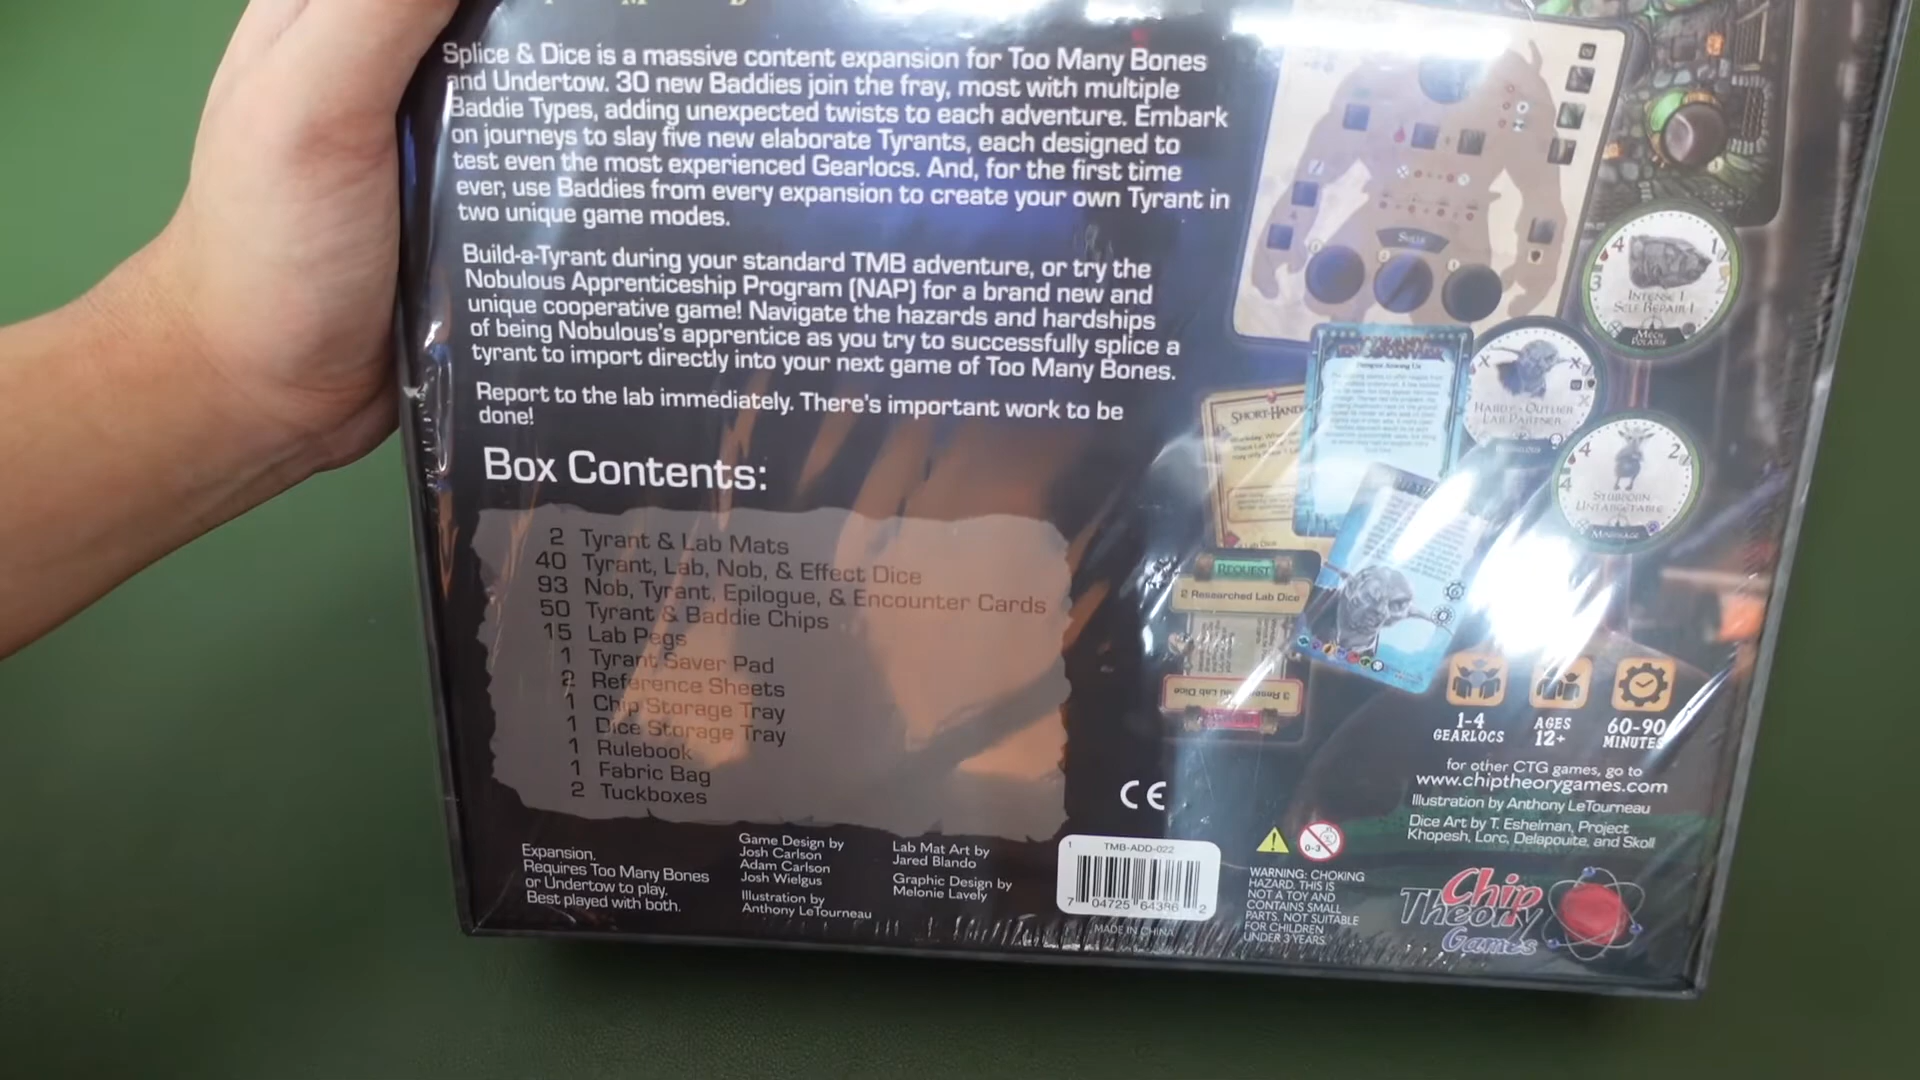 Splice & Dice is a massive content expansion for Too Many Bones
and Undertow. 30 new Baddies join the fray, most with multiple
Baddie Types, adding unexpected twists to each adventure. Embark
on journeys to slay five new elaborate Tyrants, each designed to
test even the most experienced Gearlocs. And, for the first time
ever, use Baddies from every expansion to create your own Tyrant in
two unique game modes.
Build-a-Tyrant during your standard TMB adventure, or try the
Nobulous Apprenticeship Program (NAP) for a brand new and
unique cooperative game! Navigate the hazards and hardships
of being Nobulous's apprentice as you try to successfully splice a
tyrant to import directly into your next game of Too Many Bones.
Report to the lab immediately. There's important work to be
done!
Box Contents:
2 Tyrant & Lab Mats
40 Tyrant, Lab, Nob, & Effect Dice
93 Nob, Tyrant, Epilogue, & Encounter Cards
50 Tyrant & Baddie Chips
15 Lab Pegs
1 Tyrant Saver Pad
2 Reference Sheets
1 Chip Storage Tray
1 Dice Storage Tray
1 Rulebook
1 Fabric Bag
2 Tuckboxes
Expansion.
Requires Too Many Bones
or Undertow to play.
Best played with both.
Game Design by
Josh Carlson
Adam Carlson
Josh Wielgus
Illustration by
Anthony LeTourneau
Lab Mat Art by
Jared Blando
Graphic Design by
Melonie Lavely
CE
1 TMB-ADD-022
7 04725 64386 2
MADE IN CHINA
0-3
WARNING: CHOKING
HAZARD. THIS IS
NOT A TOY AND
CONTAINS SMALL
PARTS. NOT SUITABLE
FOR CHILDREN
UNDER 3 YEARS.
Skills
4 1
3 2
Intense 1
Self Repair 1
Mech
Polaris
X X
Hardy Outlier
Lab Partner
4 2
4
Stubborn
Untargetable
Short-Hand
Request
2 Researched Lab Dice
1-4
GEARLOCS
AGES
12+
60-90
MINUTES
for other CTG games, go to
www.chiptheorygames.com
Illustration by Anthony LeTourneau
Dice Art by T. Eshelman, Project
Khopesh, Lorc, Delapouite, and Skoll
Chip
Theory
Games